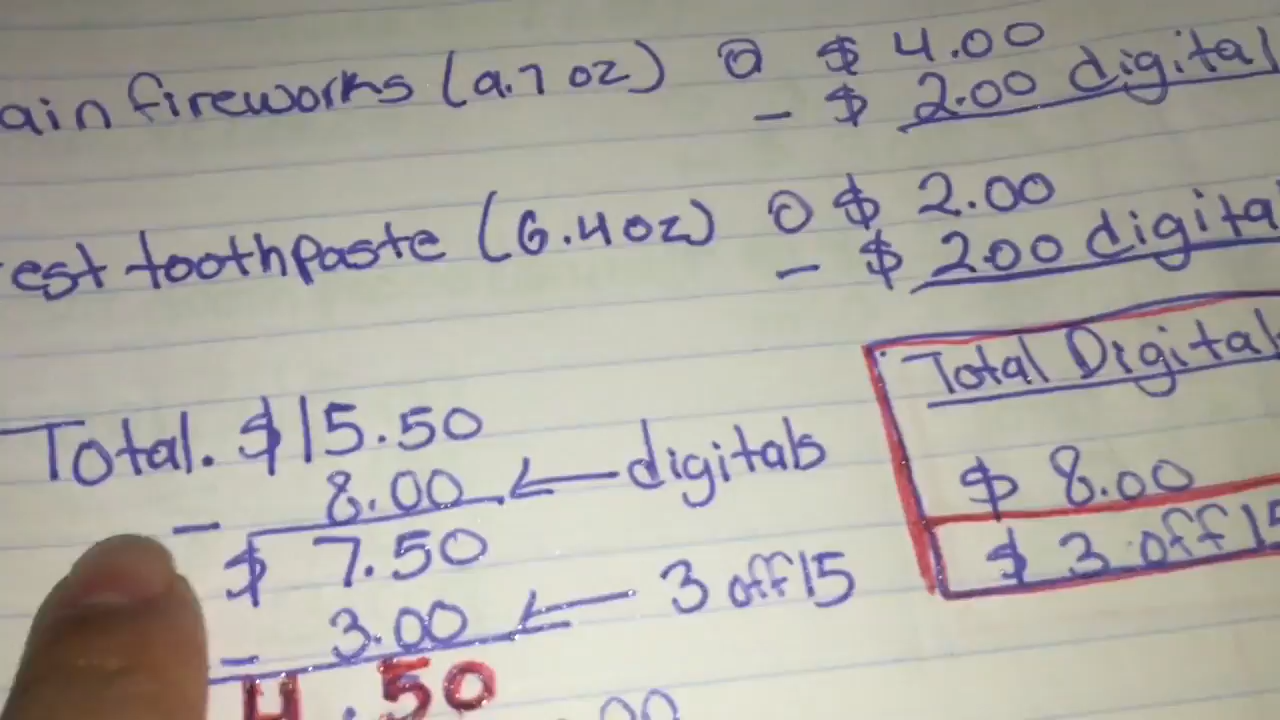 ain fireworks (9.7 oz) @ $ 4.00
- $ 2.00 digital
est toothpaste (6.4oz) @ $ 2.00
- $ 2.00 digita
Total Digital
Total. $15.50
- 8.00 ← digitals
$ 8.00
$ 7.50
$ 3 off 15
- 3.00 ← 3 off 15
4.50
00